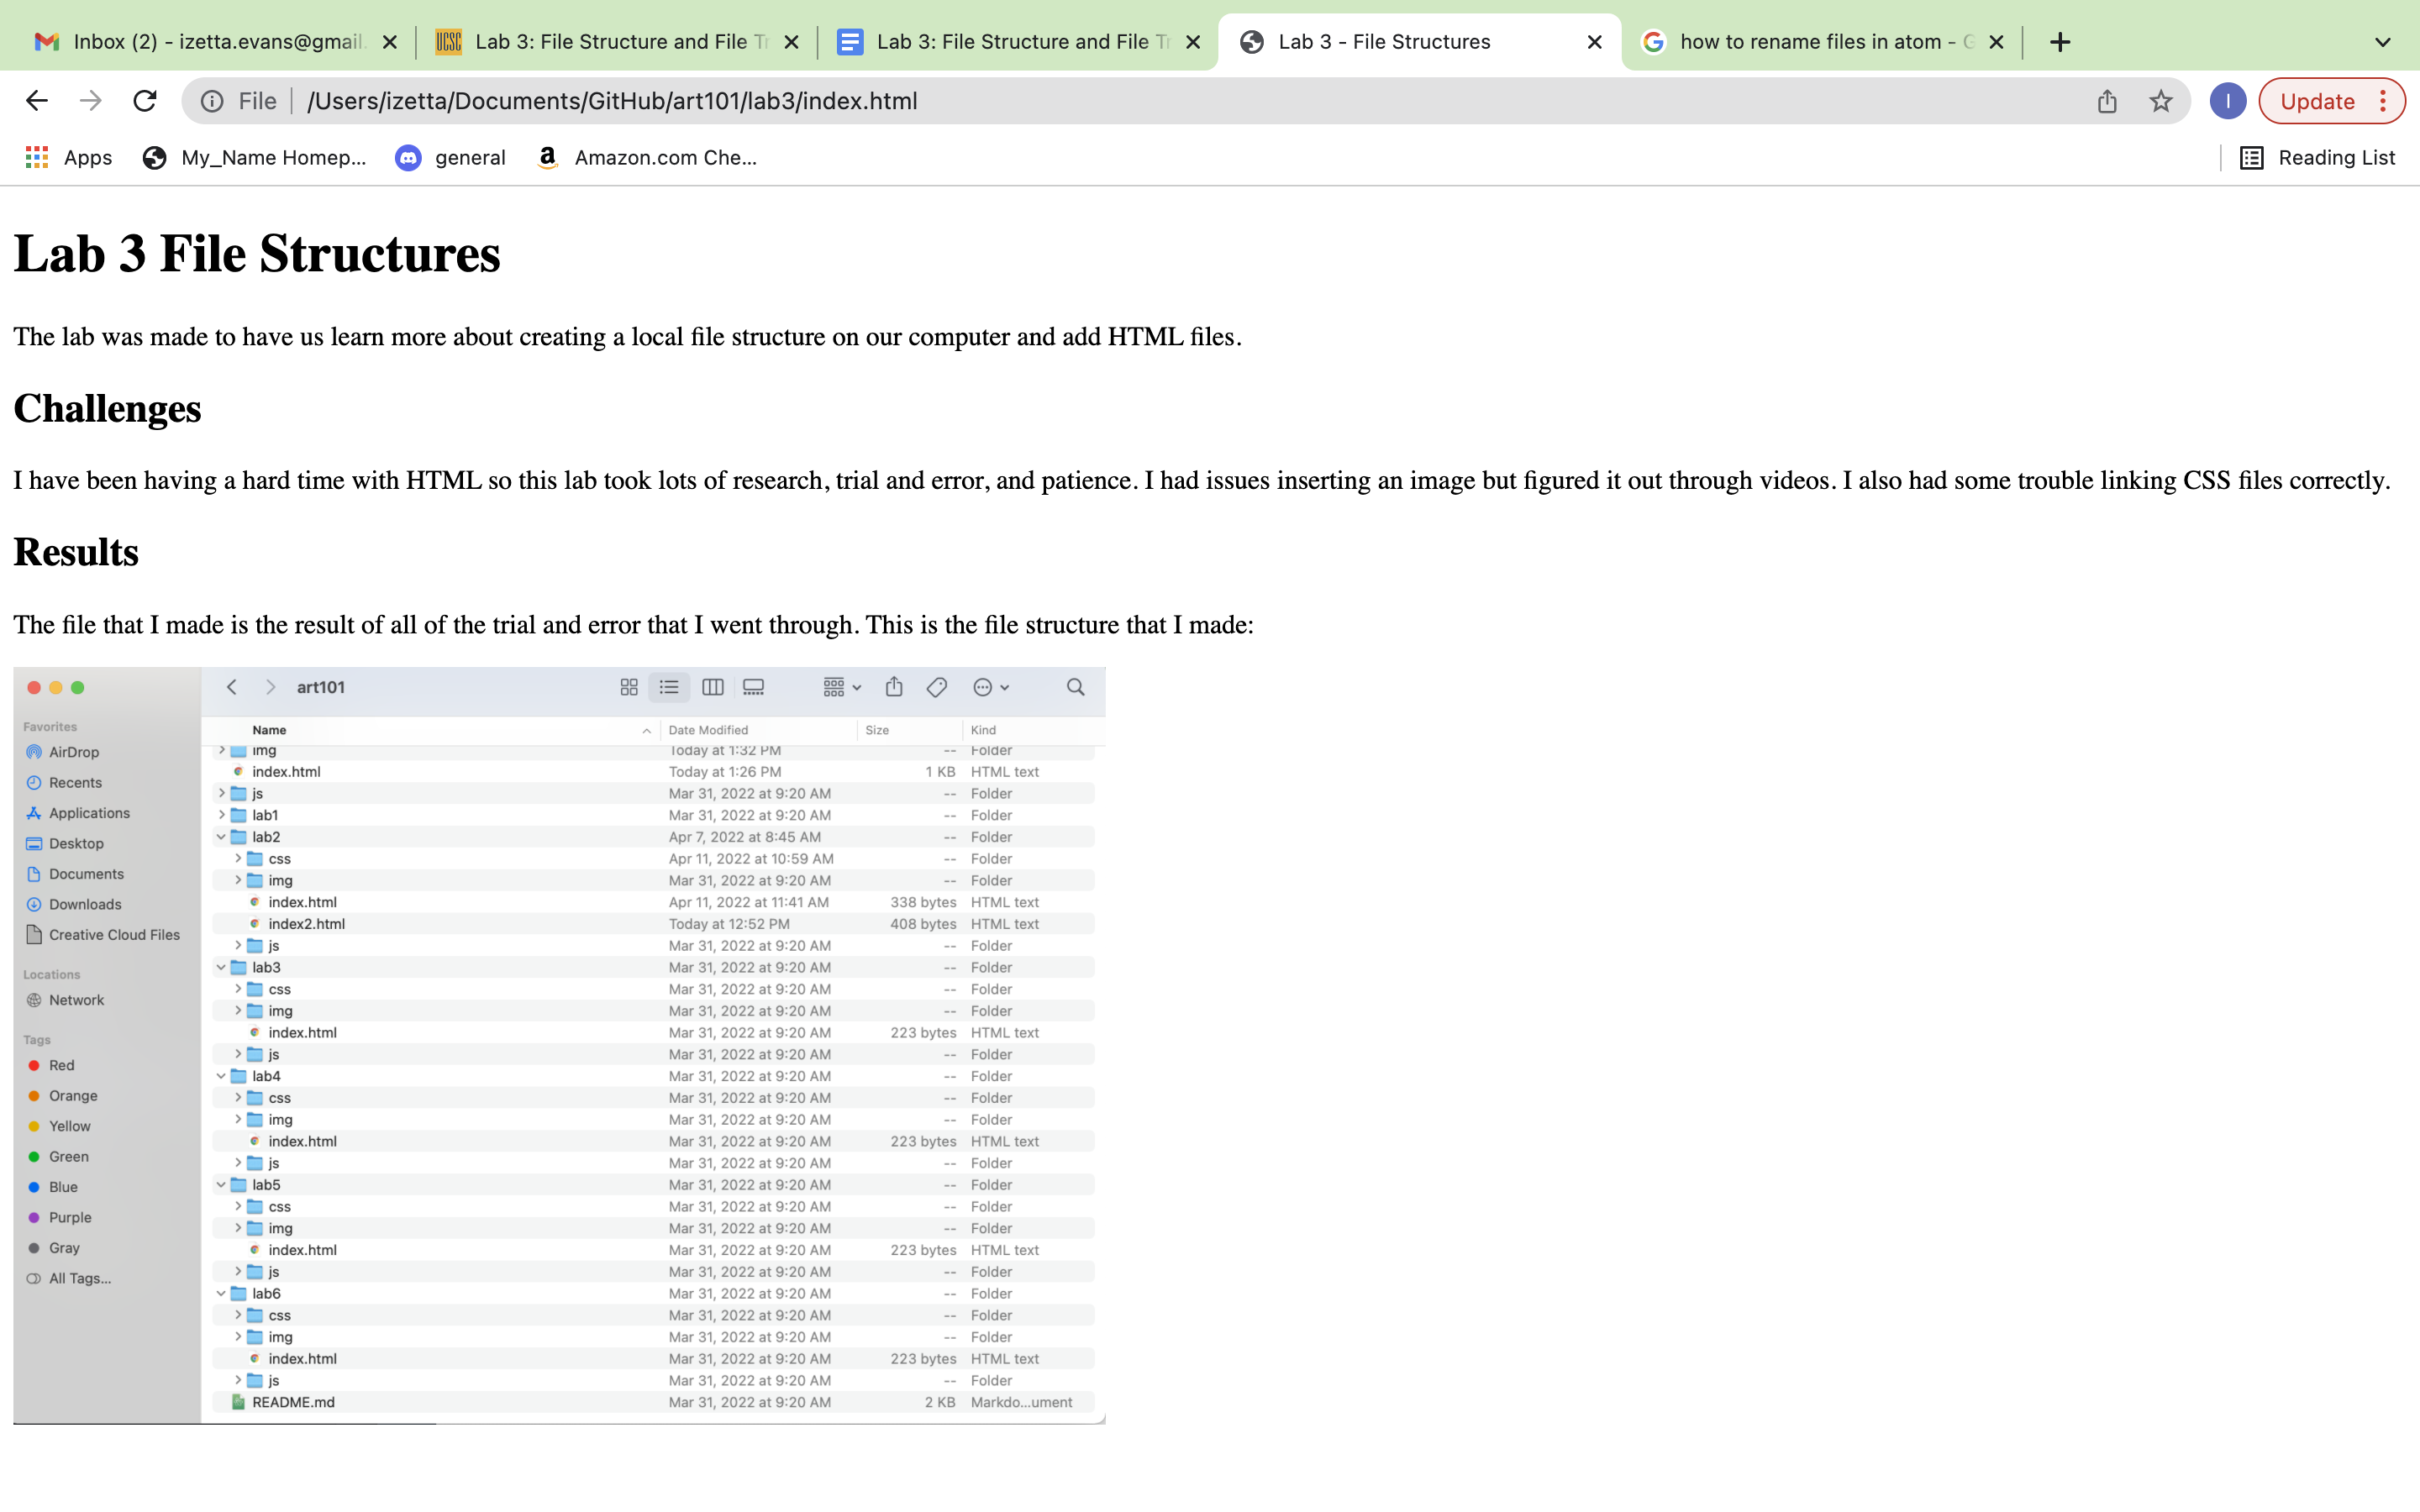 Inbox (2) - izetta.evans@gmail.
Lab 3: File Structure and File Tr
Lab 3: File Structure and File Tr
Lab 3 - File Structures
how to rename files in atom - G
File /Users/izetta/Documents/GitHub/art101/lab3/index.html
I
Update
Apps
My_Name Homep...
general
Amazon.com Che...
Reading List
Lab 3 File Structures
The lab was made to have us learn more about creating a local file structure on our computer and add HTML files.
Challenges
I have been having a hard time with HTML so this lab took lots of research, trial and error, and patience. I had issues inserting an image but figured it out through videos. I also had some trouble linking CSS files correctly.
Results
The file that I made is the result of all of the trial and error that I went through. This is the file structure that I made:
art101
Favorites
AirDrop
Recents
Applications
Desktop
Documents
Downloads
Creative Cloud Files
Locations
Network
Tags
Red
Orange
Yellow
Green
Blue
Purple
Gray
All Tags...
Name Date Modified Size Kind
img Today at 1:32 PM -- Folder
index.html Today at 1:26 PM 1 KB HTML text
js Mar 31, 2022 at 9:20 AM -- Folder
lab1 Mar 31, 2022 at 9:20 AM -- Folder
lab2 Apr 7, 2022 at 8:45 AM -- Folder
css Apr 11, 2022 at 10:59 AM -- Folder
img Mar 31, 2022 at 9:20 AM -- Folder
index.html Apr 11, 2022 at 11:41 AM 338 bytes HTML text
index2.html Today at 12:52 PM 408 bytes HTML text
js Mar 31, 2022 at 9:20 AM -- Folder
lab3 Mar 31, 2022 at 9:20 AM -- Folder
css Mar 31, 2022 at 9:20 AM -- Folder
img Mar 31, 2022 at 9:20 AM -- Folder
index.html Mar 31, 2022 at 9:20 AM 223 bytes HTML text
js Mar 31, 2022 at 9:20 AM -- Folder
lab4 Mar 31, 2022 at 9:20 AM -- Folder
css Mar 31, 2022 at 9:20 AM -- Folder
img Mar 31, 2022 at 9:20 AM -- Folder
index.html Mar 31, 2022 at 9:20 AM 223 bytes HTML text
js Mar 31, 2022 at 9:20 AM -- Folder
lab5 Mar 31, 2022 at 9:20 AM -- Folder
css Mar 31, 2022 at 9:20 AM -- Folder
img Mar 31, 2022 at 9:20 AM -- Folder
index.html Mar 31, 2022 at 9:20 AM 223 bytes HTML text
js Mar 31, 2022 at 9:20 AM -- Folder
lab6 Mar 31, 2022 at 9:20 AM -- Folder
css Mar 31, 2022 at 9:20 AM -- Folder
img Mar 31, 2022 at 9:20 AM -- Folder
index.html Mar 31, 2022 at 9:20 AM 223 bytes HTML text
js Mar 31, 2022 at 9:20 AM -- Folder
README.md Mar 31, 2022 at 9:20 AM 2 KB Markdo...ument